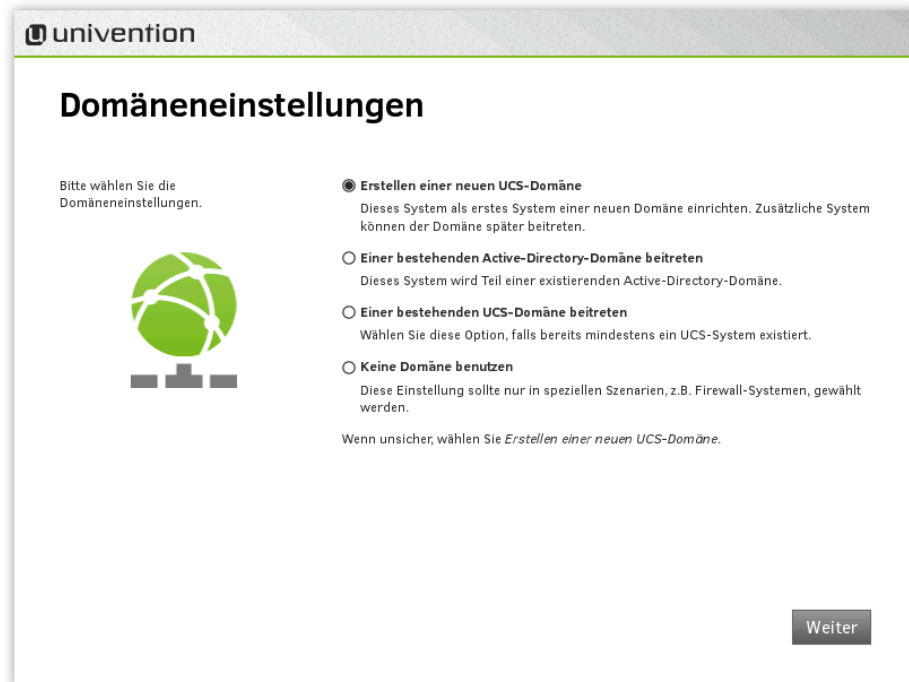 univention
Domäneneinstellungen
Bitte wählen Sie die
Domäneneinstellungen.
Erstellen einer neuen UCS-Domäne
Dieses System als erstes System einer neuen Domäne einrichten. Zusätzliche System
können der Domäne später beitreten.
Einer bestehenden Active-Directory-Domäne beitreten
Dieses System wird Teil einer existierenden Active-Directory-Domäne.
Einer bestehenden UCS-Domäne beitreten
Wählen Sie diese Option, falls bereits mindestens ein UCS-System existiert.
Keine Domäne benutzen
Diese Einstellung sollte nur in speziellen Szenarien, z.B. Firewall-Systemen, gewählt
werden.
Wenn unsicher, wählen Sie Erstellen einer neuen UCS-Domäne.
Weiter